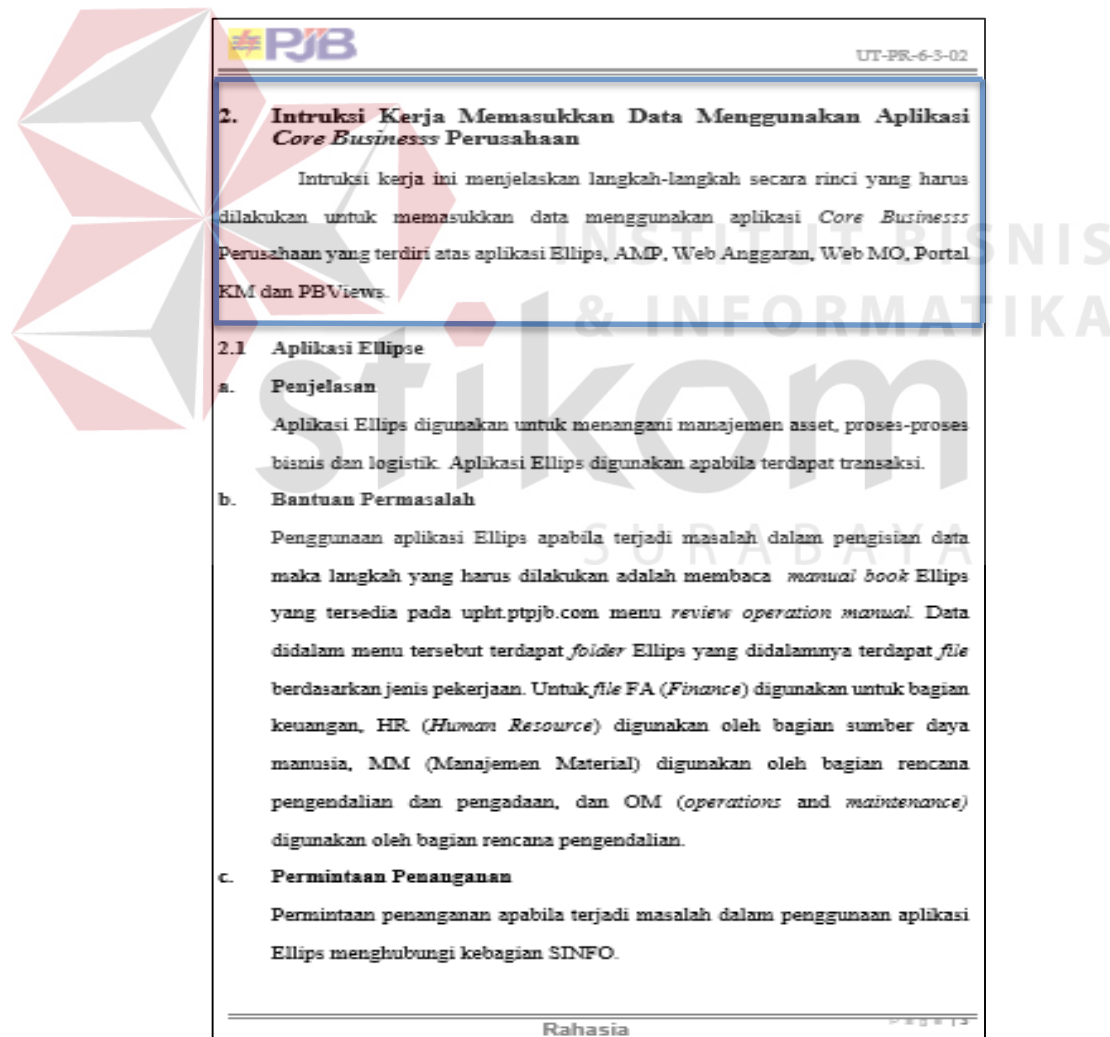 PJB
UT-PR-6-3-02
2. Intruksi Kerja Memasukkan Data Menggunakan Aplikasi
Core Businesss Perusahaan
Intruksi kerja ini menjelaskan langkah-langkah secara rinci yang harus
dilakukan untuk memasukkan data menggunakan aplikasi Core Businesss
Perusahaan yang terdiri atas aplikasi Ellips, AMP, Web Anggaran, Web MO, Portal
KM dan PBViews.
2.1 Aplikasi Ellipse
a. Penjelasan
Aplikasi Ellips digunakan untuk menangani manajemen asset, proses-proses
bisnis dan logistik. Aplikasi Ellips digunakan apabila terdapat transaksi.
b. Bantuan Permasalah
Penggunaan aplikasi Ellips apabila terjadi masalah dalam pengisian data
maka langkah yang harus dilakukan adalah membaca manual book Ellips
yang tersedia pada upht.ptpjb.com menu review operation manual. Data
didalam menu tersebut terdapat folder Ellips yang didalamnya terdapat file
berdasarkan jenis pekerjaan. Untuk file FA (Finance) digunakan untuk bagian
keuangan, HR (Human Resource) digunakan oleh bagian sumber daya
manusia, MM (Manajemen Material) digunakan oleh bagian rencana
pengendalian dan pengadaan, dan OM (operations and maintenance)
digunakan oleh bagian rencana pengendalian.
c. Permintaan Penanganan
Permintaan penanganan apabila terjadi masalah dalam penggunaan aplikasi
Ellips menghubungi kebagian SINFO.
Rahasia
INSTITUT BISNIS
& INFORMATIKA
stikom
SURABAYA